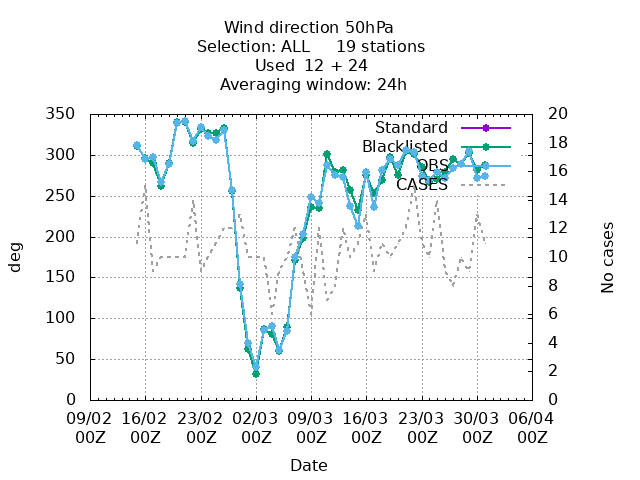 Wind direction 50hPa
Selection: ALL 19 stations
Used 12 + 24
Averaging window: 24h
350 20
Standard
18
Blacklisted
300 16
OBS
CASES
250 14
200 12
10
150
8
100 6
4
50
2
0 0
deg
No cases
09/02 16/02 23/02 02/03 09/03 16/03 23/03 30/03 06/04
00Z 00Z 00Z 00Z 00Z 00Z 00Z 00Z 00Z
Date